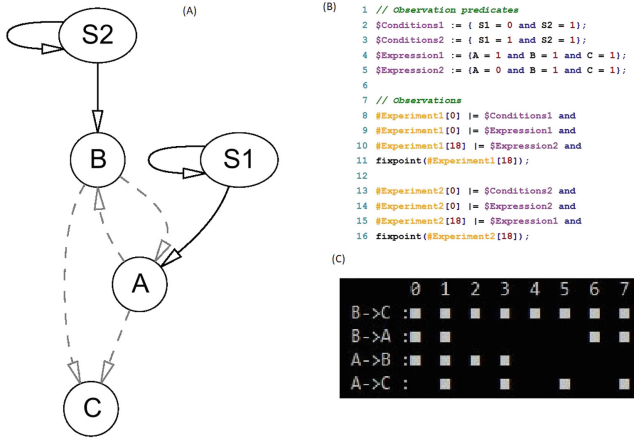 (A)
S2
B
S1
A
C
(B)
1 // Observation predicates
2 $Conditions1 := { S1 = 0 and S2 = 1};
3 $Conditions2 := { S1 = 1 and S2 = 1};
4 $Expression1 := {A = 1 and B = 1 and C = 1};
5 $Expression2 := {A = 0 and B = 1 and C = 1};
6
7 // Observations
8 #Experiment1[0] |= $Conditions1 and
9 #Experiment1[0] |= $Expression1 and
10 #Experiment1[18] |= $Expression2 and
11 fixpoint(#Experiment1[18]);
12
13 #Experiment2[0] |= $Conditions2 and
14 #Experiment2[0] |= $Expression2 and
15 #Experiment2[18] |= $Expression1 and
16 fixpoint(#Experiment2[18]);
(C)
0 1 2 3 4 5 6 7
B->C :
B->A :
A->B :
A->C :